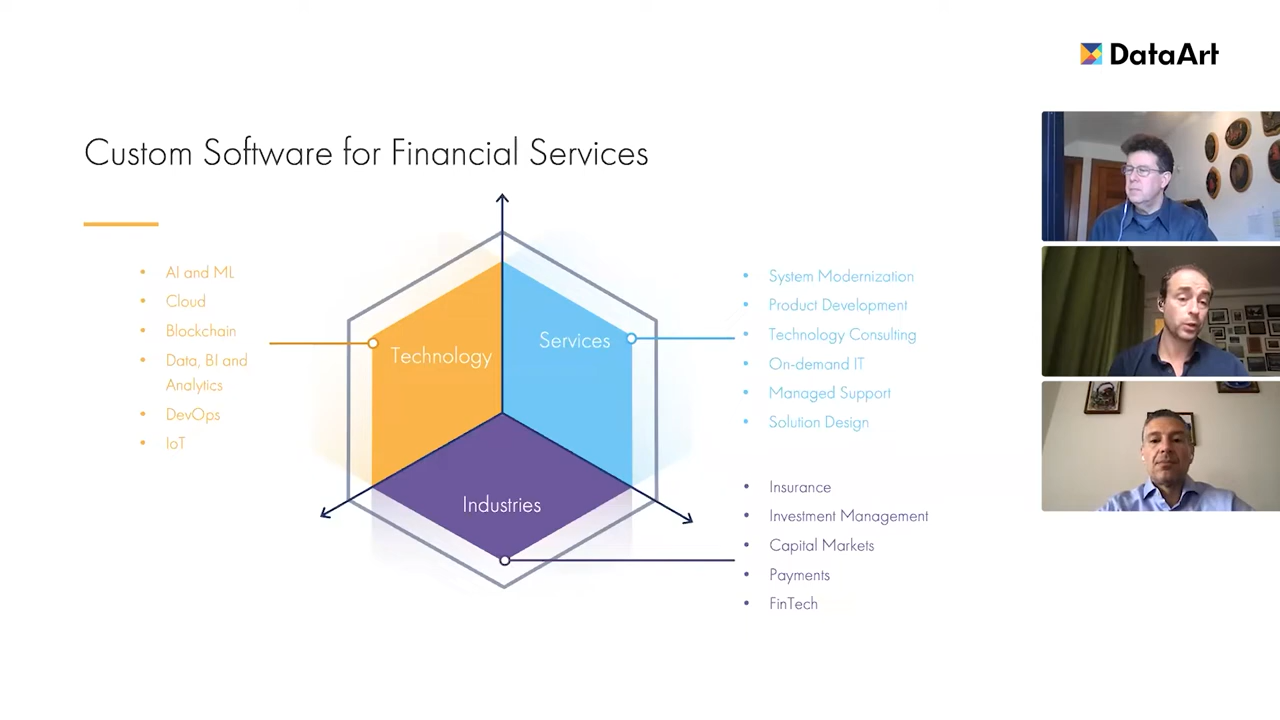 DataArt
Custom Software for Financial Services
• AI and ML
• Cloud
• Blockchain
• Data, BI and
Analytics
• DevOps
• IoT
Technology
Services
Industries
• System Modernization
• Product Development
• Technology Consulting
• On-demand IT
• Managed Support
• Solution Design
• Insurance
• Investment Management
• Capital Markets
• Payments
• FinTech